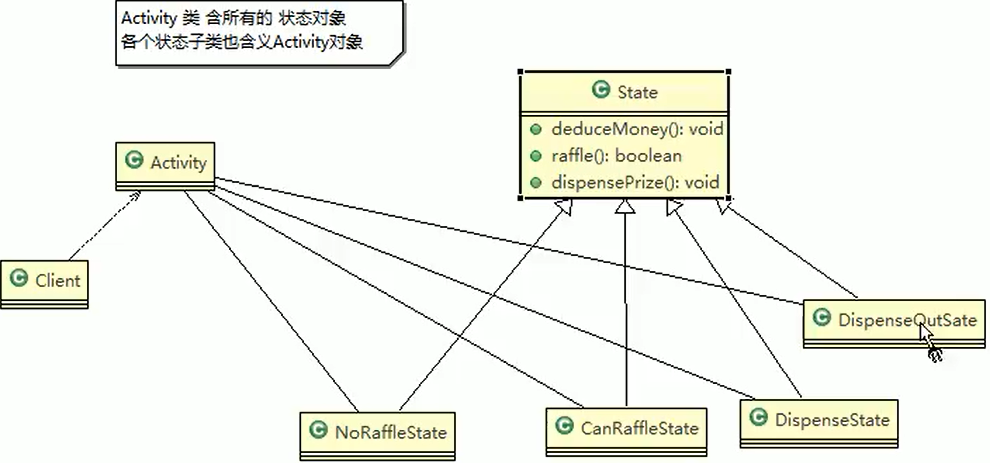 Activity 类 含所有的 状态对象
各个状态子类也含义Activity对象
C State
deduceMoney(): void
raffle(): boolean
dispensePrize(): void
C Activity
C Client
C DispenseOutSate
C NoRaffleState
C CanRaffleState
C DispenseState